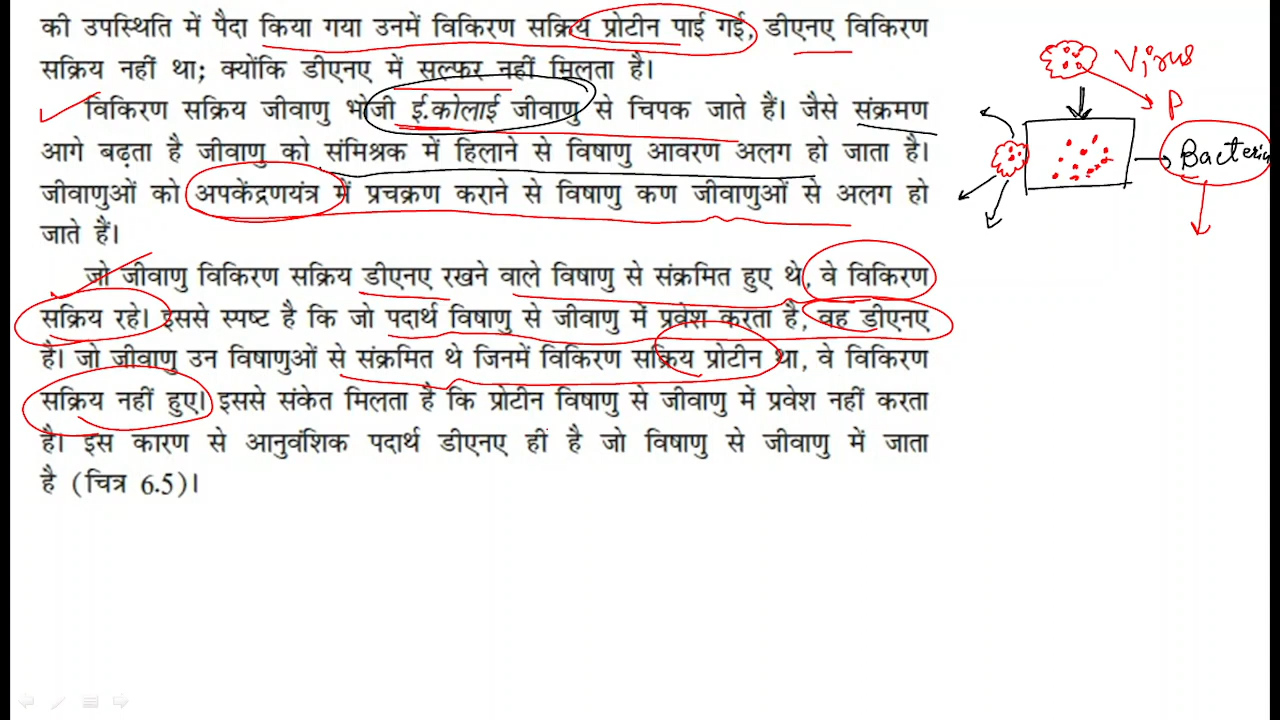 की उपस्थिति में पैदा किया गया उनमें विकिरण सक्रिय प्रोटीन पाई गई, डीएनए विकिरण
सक्रिय नहीं था; क्योंकि डीएनए में सल्फर नहीं मिलता है।
विकिरण सक्रिय जीवाणु भोजी ई.कोलाई जीवाणु से चिपक जाते हैं। जैसे संक्रमण
आगे बढ़ता है जीवाणु को संमिश्रक में हिलाने से विषाणु आवरण अलग हो जाता है।
जीवाणुओं को अपकेंद्रणयंत्र में प्रचक्रण कराने से विषाणु कण जीवाणुओं से अलग हो
जाते हैं।
जो जीवाणु विकिरण सक्रिय डीएनए रखने वाले विषाणु से संक्रमित हुए थे, वे विकिरण
सक्रिय रहे। इससे स्पष्ट है कि जो पदार्थ विषाणु से जीवाणु में प्रवेश करता है, वह डीएनए
है। जो जीवाणु उन विषाणुओं से संक्रमित थे जिनमें विकिरण सक्रिय प्रोटीन था, वे विकिरण
सक्रिय नहीं हुए। इससे संकेत मिलता है कि प्रोटीन विषाणु से जीवाणु में प्रवेश नहीं करता
है। इस कारण से आनुवंशिक पदार्थ डीएनए ही है जो विषाणु से जीवाणु में जाता
है (चित्र 6.5)।
Virus
P
Bacteria